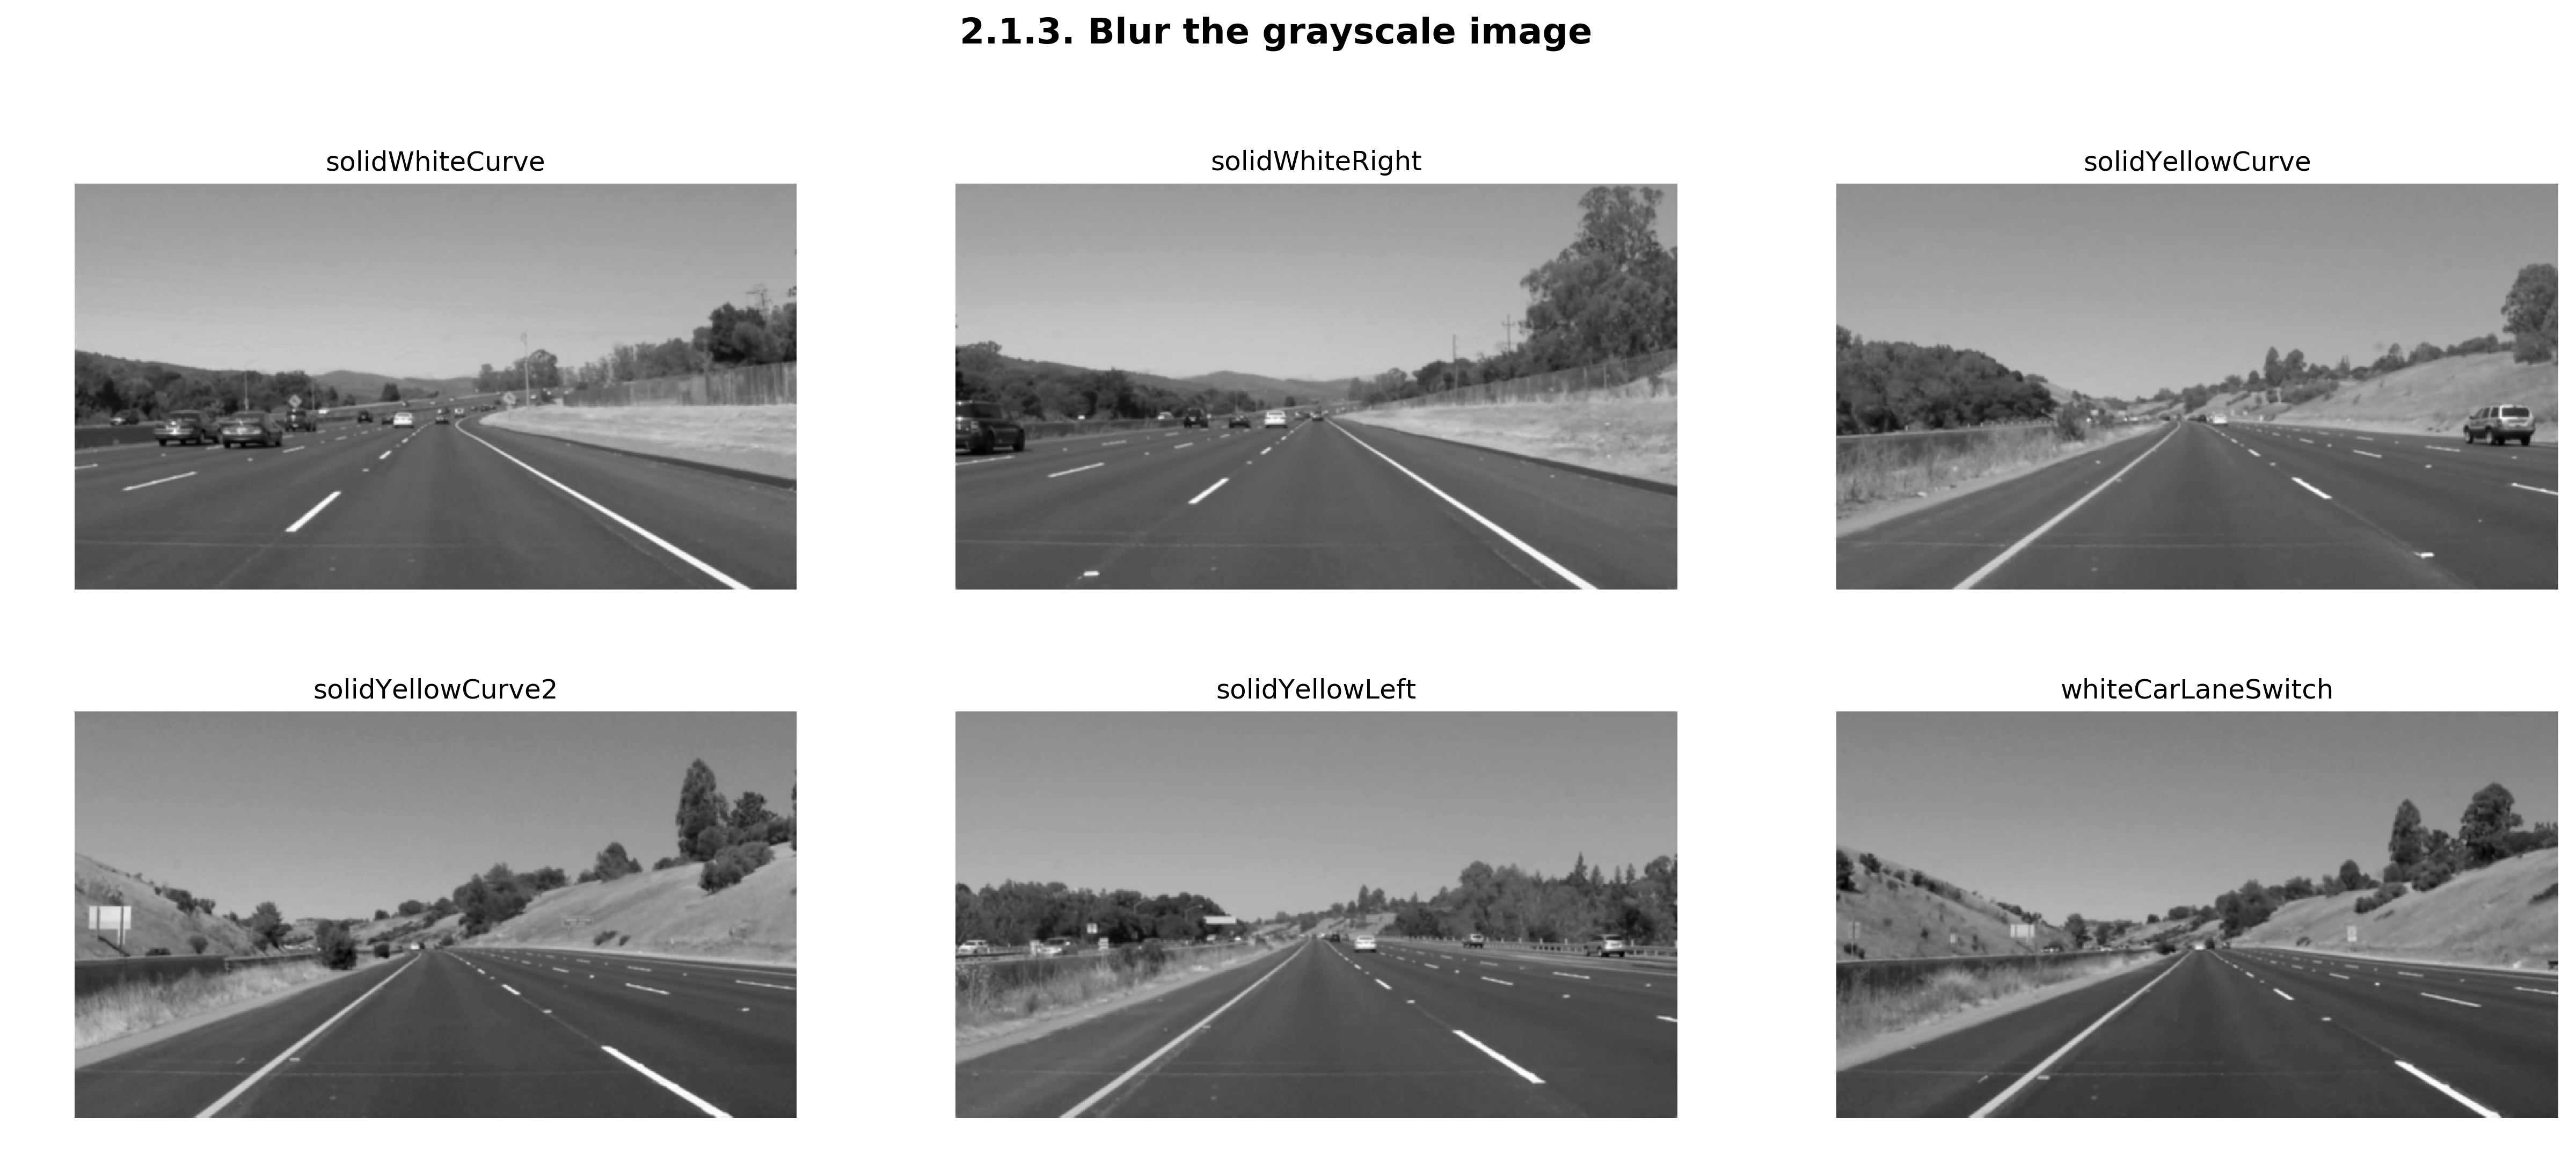 2.1.3. Blur the grayscale image
solidWhiteCurve
solidWhiteRight
solidYellowCurve
solidYellowCurve2
solidYellowLeft
whiteCarLaneSwitch